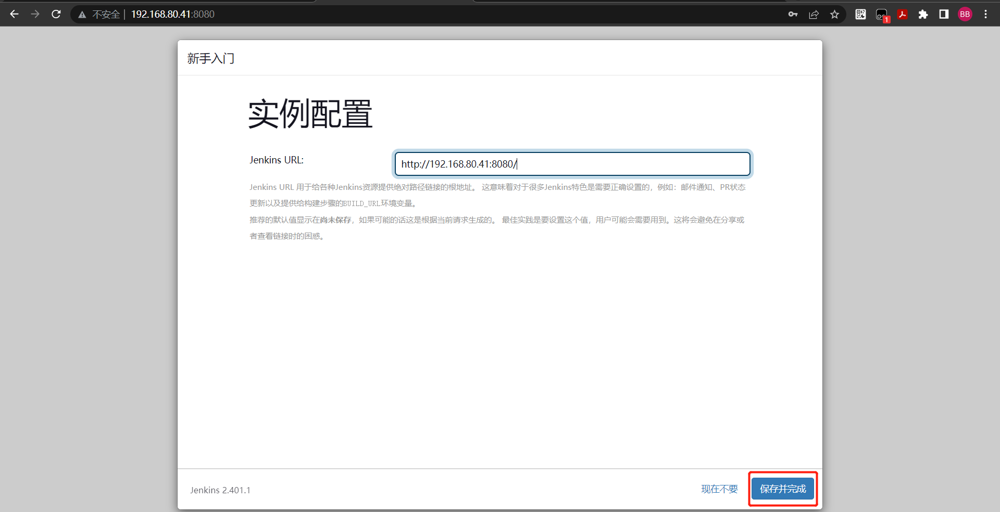 不安全 | 192.168.80.41:8080
1
BB
新手入门
实例配置
Jenkins URL:
http://192.168.80.41:8080/
Jenkins URL 用于给各种Jenkins资源提供绝对路径链接的根地址。 这意味着对于很多Jenkins特色是需要正确设置的，例如：邮件通知、PR状态
更新以及提供给构建步骤的BUILD_URL环境变量。
推荐的默认值显示在尚未保存，如果可能的话这是根据当前请求生成的。 最佳实践是要设置这个值，用户可能会需要用到。这将会避免在分享或
者查看链接时的困惑。
Jenkins 2.401.1
现在不要
保存并完成